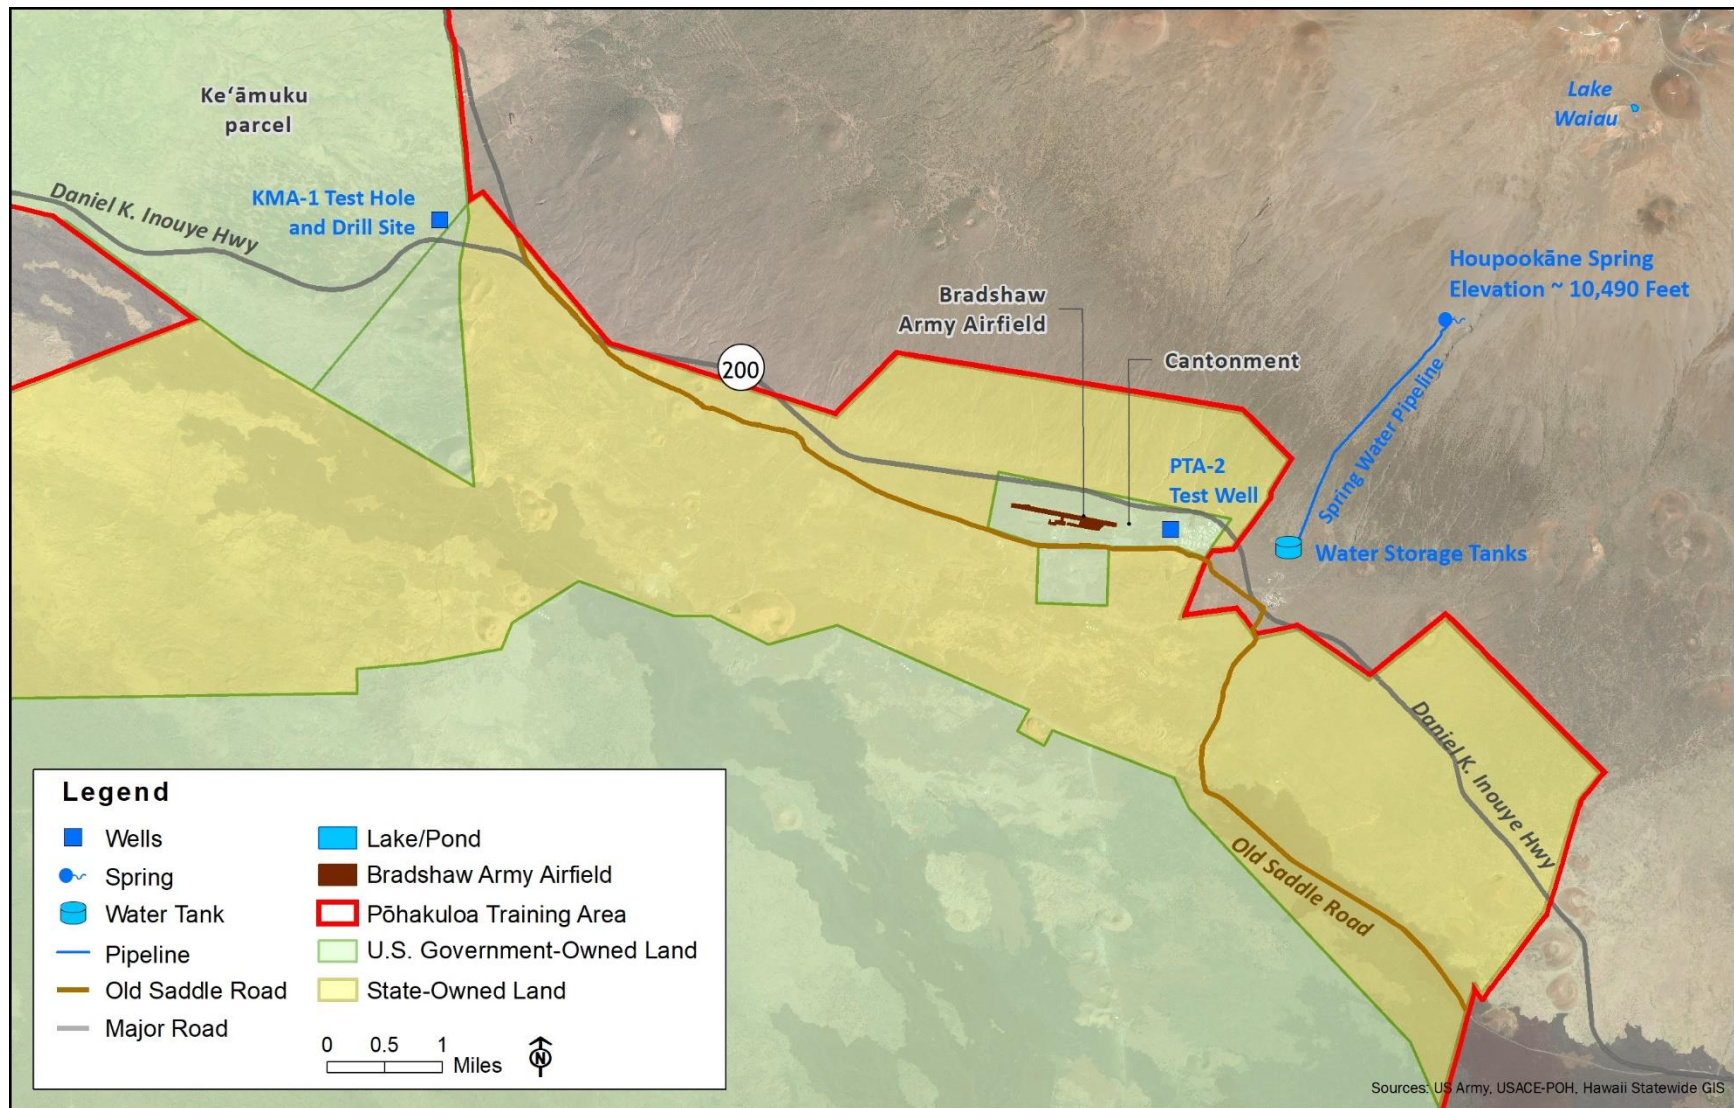 Keʻāmuku
parcel
Lake
Waiau
Daniel K. Inouye Hwy
KMA-1 Test Hole
and Drill Site
Houpookāne Spring
Elevation ~ 10,490 Feet
Bradshaw
Army Airfield
Cantonment
200
Spring Water Pipeline
PTA-2
Test Well
Water Storage Tanks
Daniel K. Inouye Hwy
Old Saddle Road
Legend
Wells
Spring
Water Tank
Pipeline
Old Saddle Road
Major Road
Lake/Pond
Bradshaw Army Airfield
Pōhakuloa Training Area
U.S. Government-Owned Land
State-Owned Land
0 0.5 1
Miles
N
Sources: US Army, USACE-POH, Hawaii Statewide GIS